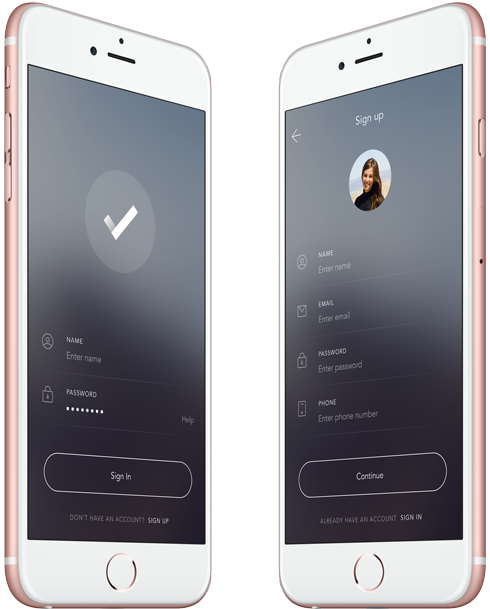 NAME
Enter name
PASSWORD
Help
Sign In
DON'T HAVE AN ACCOUNT? SIGN UP
Sign up
NAME
Enter name
EMAIL
Enter email
PASSWORD
Enter password
PHONE
Enter phone number
Continue
ALREADY HAVE AN ACCOUNT SIGN IN